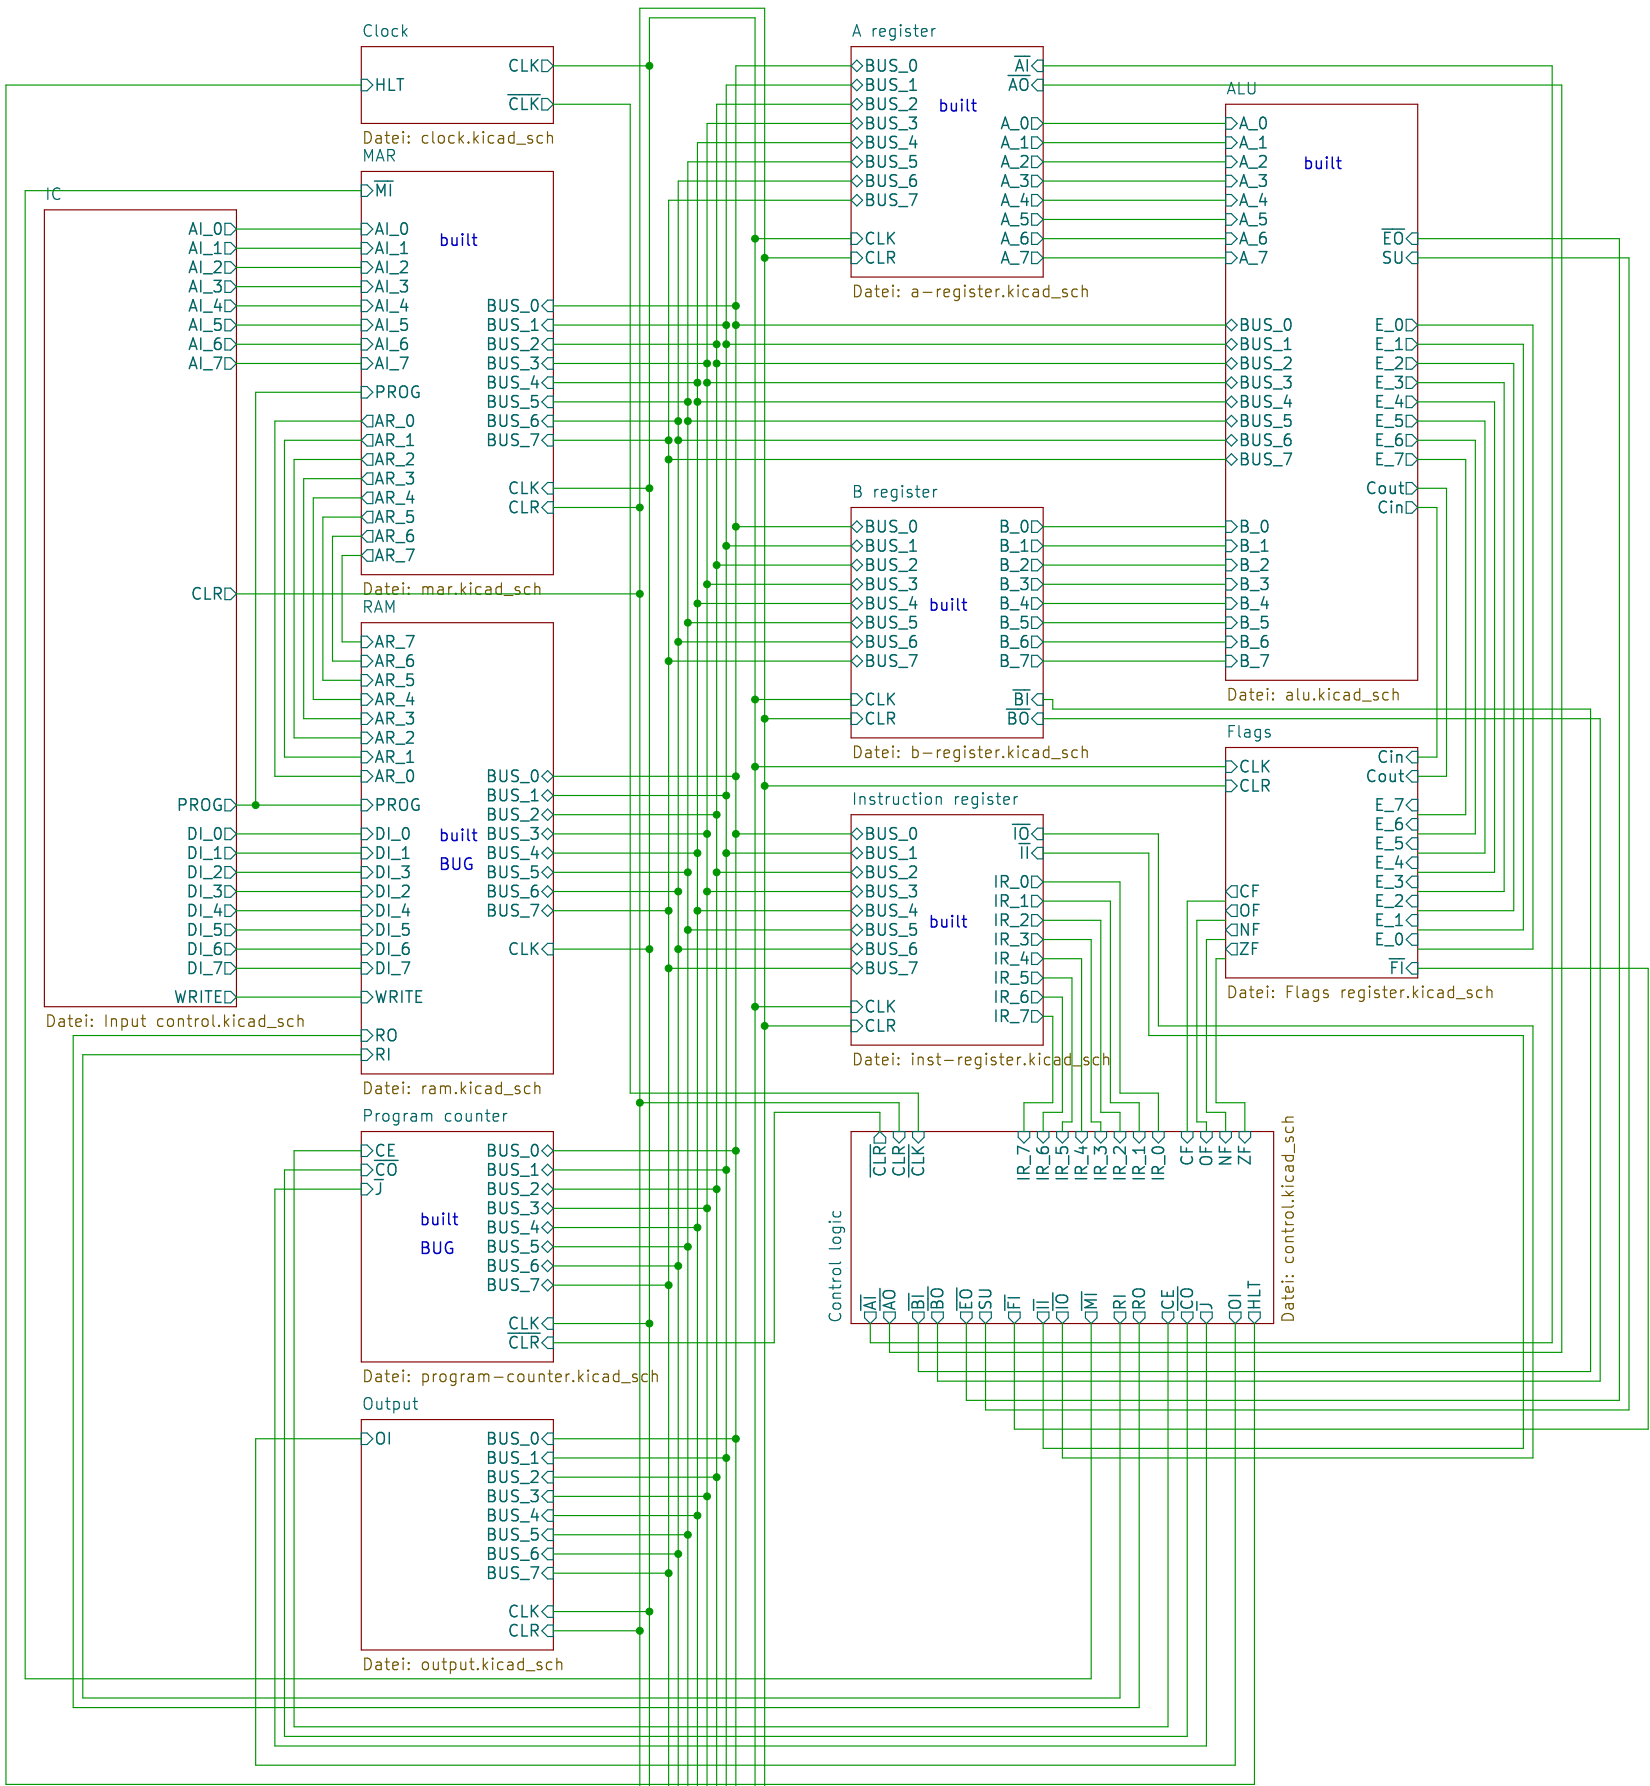 Clock
HLT
CLK
CLK
Datei: clock.kicad_sch
MAR
MI
AI_0
AI_1
AI_2
AI_3
AI_4
AI_5
AI_6
AI_7
PROG
AR_0
AR_1
AR_2
AR_3
AR_4
AR_5
AR_6
AR_7
built
BUS_0
BUS_1
BUS_2
BUS_3
BUS_4
BUS_5
BUS_6
BUS_7
CLK
CLR
Datei: mar.kicad_sch
IC
AI_0
AI_1
AI_2
AI_3
AI_4
AI_5
AI_6
AI_7
CLR
PROG
DI_0
DI_1
DI_2
DI_3
DI_4
DI_5
DI_6
DI_7
WRITE
Datei: Input control.kicad_sch
RAM
AR_7
AR_6
AR_5
AR_4
AR_3
AR_2
AR_1
AR_0
PROG
DI_0
DI_1
DI_3
DI_2
DI_4
DI_5
DI_6
DI_7
WRITE
RO
RI
built
BUG
BUS_0
BUS_1
BUS_2
BUS_3
BUS_4
BUS_5
BUS_6
BUS_7
CLK
Datei: ram.kicad_sch
Program counter
CE
CO
J
built
BUG
BUS_0
BUS_1
BUS_2
BUS_3
BUS_4
BUS_5
BUS_6
BUS_7
CLK
CLR
Datei: program-counter.kicad_sch
Output
OI
BUS_0
BUS_1
BUS_2
BUS_3
BUS_4
BUS_5
BUS_6
BUS_7
CLK
CLR
Datei: output.kicad_sch
A register
BUS_0
BUS_1
BUS_2
BUS_3
BUS_4
BUS_5
BUS_6
BUS_7
CLK
CLR
built
AI
AO
A_0
A_1
A_2
A_3
A_4
A_5
A_6
A_7
Datei: a-register.kicad_sch
ALU
A_0
A_1
A_2
A_3
A_4
A_5
A_6
A_7
BUS_0
BUS_1
BUS_2
BUS_3
BUS_4
BUS_5
BUS_6
BUS_7
B_0
B_1
B_2
B_3
B_4
B_5
B_6
B_7
built
EO
SU
E_0
E_1
E_2
E_3
E_4
E_5
E_6
E_7
Cout
Cin
Datei: alu.kicad_sch
B register
BUS_0
BUS_1
BUS_2
BUS_3
BUS_4
BUS_5
BUS_6
BUS_7
CLK
CLR
built
B_0
B_1
B_2
B_3
B_4
B_5
B_6
B_7
BI
BO
Datei: b-register.kicad_sch
Flags
CLK
CLR
CF
OF
NF
ZF
Cin
Cout
E_7
E_6
E_5
E_4
E_3
E_2
E_1
E_0
FI
Datei: Flags register.kicad_sch
Instruction register
BUS_0
BUS_1
BUS_2
BUS_3
BUS_4
BUS_5
BUS_6
BUS_7
CLK
CLR
built
IO
II
IR_0
IR_1
IR_2
IR_3
IR_4
IR_5
IR_6
IR_7
Datei: inst-register.kicad_sch
Control logic
CLR
CLR
CLK
IR_7
IR_6
IR_5
IR_4
IR_3
IR_2
IR_1
IR_0
CF
OF
NF
ZF
AI
AO
BI
BO
EO
SU
FI
II
IO
MI
RI
RO
CE
CO
J
OI
HLT
Datei: control.kicad_sch